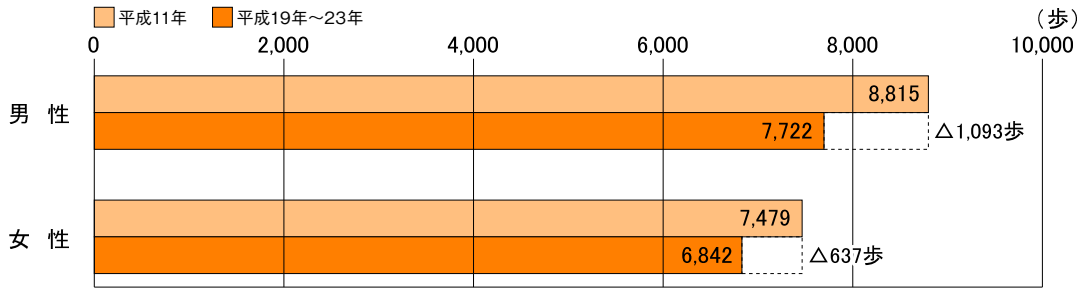 平成11年 平成19年～23年
（歩）
0 2,000 4,000 6,000 8,000 10,000
男 性
8,815
7,722 △1,093歩
女 性
7,479
6,842 △637歩